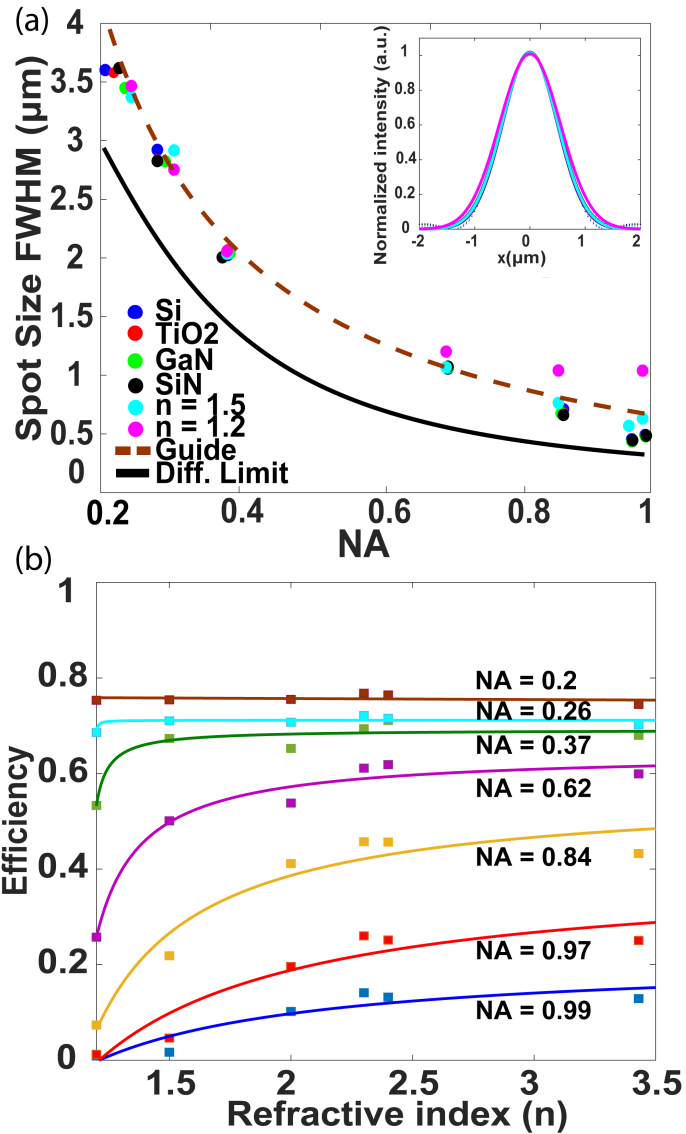 (a)
4
3.5
3
2.5
2
1.5
1
0.5
0
Spot Size FWHM (μm)
Si
TiO2
GaN
SiN
n = 1.5
n = 1.2
Guide
Diff. Limit
0.2 0.4 0.6 0.8 1
NA
1
0.8
0.6
0.4
0.2
0
Normalized intensity (a.u.)
-2 -1 0 1 2
x(μm)
(b)
1
0.8
0.6
0.4
0.2
0
Efficiency
NA = 0.2
NA = 0.26
NA = 0.37
NA = 0.62
NA = 0.84
NA = 0.97
NA = 0.99
1.5 2 2.5 3 3.5
Refractive index (n)